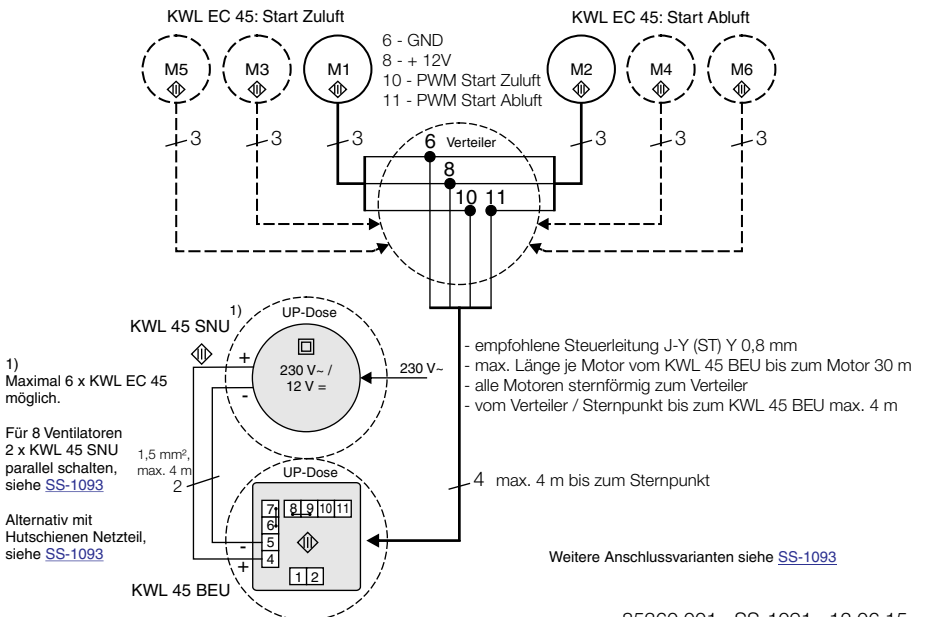 KWL EC 45: Start Zuluft
KWL EC 45: Start Abluft
M5
M3
M1
6 - GND
8 - + 12V
10 - PWM Start Zuluft
11 - PWM Start Abluft
M2
M4
M6
3
3
3
3
3
3
6
Verteiler
8
10 11
KWL 45 SNU 1)
UP-Dose
+
-
230 V~ /
12 V =
230 V~
- empfohlene Steuerleitung J-Y (ST) Y 0,8 mm
- max. Länge je Motor vom KWL 45 BEU bis zum Motor 30 m
- alle Motoren sternförmig zum Verteiler
- vom Verteiler / Sternpunkt bis zum KWL 45 BEU max. 4 m
1)
Maximal 6 x KWL EC 45
möglich.
Für 8 Ventilatoren
2 x KWL 45 SNU
parallel schalten,
siehe SS-1093
Alternativ mit
Hutschienen Netzteil,
siehe SS-1093
1,5 mm²,
max. 4 m
2
UP-Dose
7
8 9 10 11
6
5
4
-
+
1 2
KWL 45 BEU
4 max. 4 m bis zum Sternpunkt
Weitere Anschlussvarianten siehe SS-1093